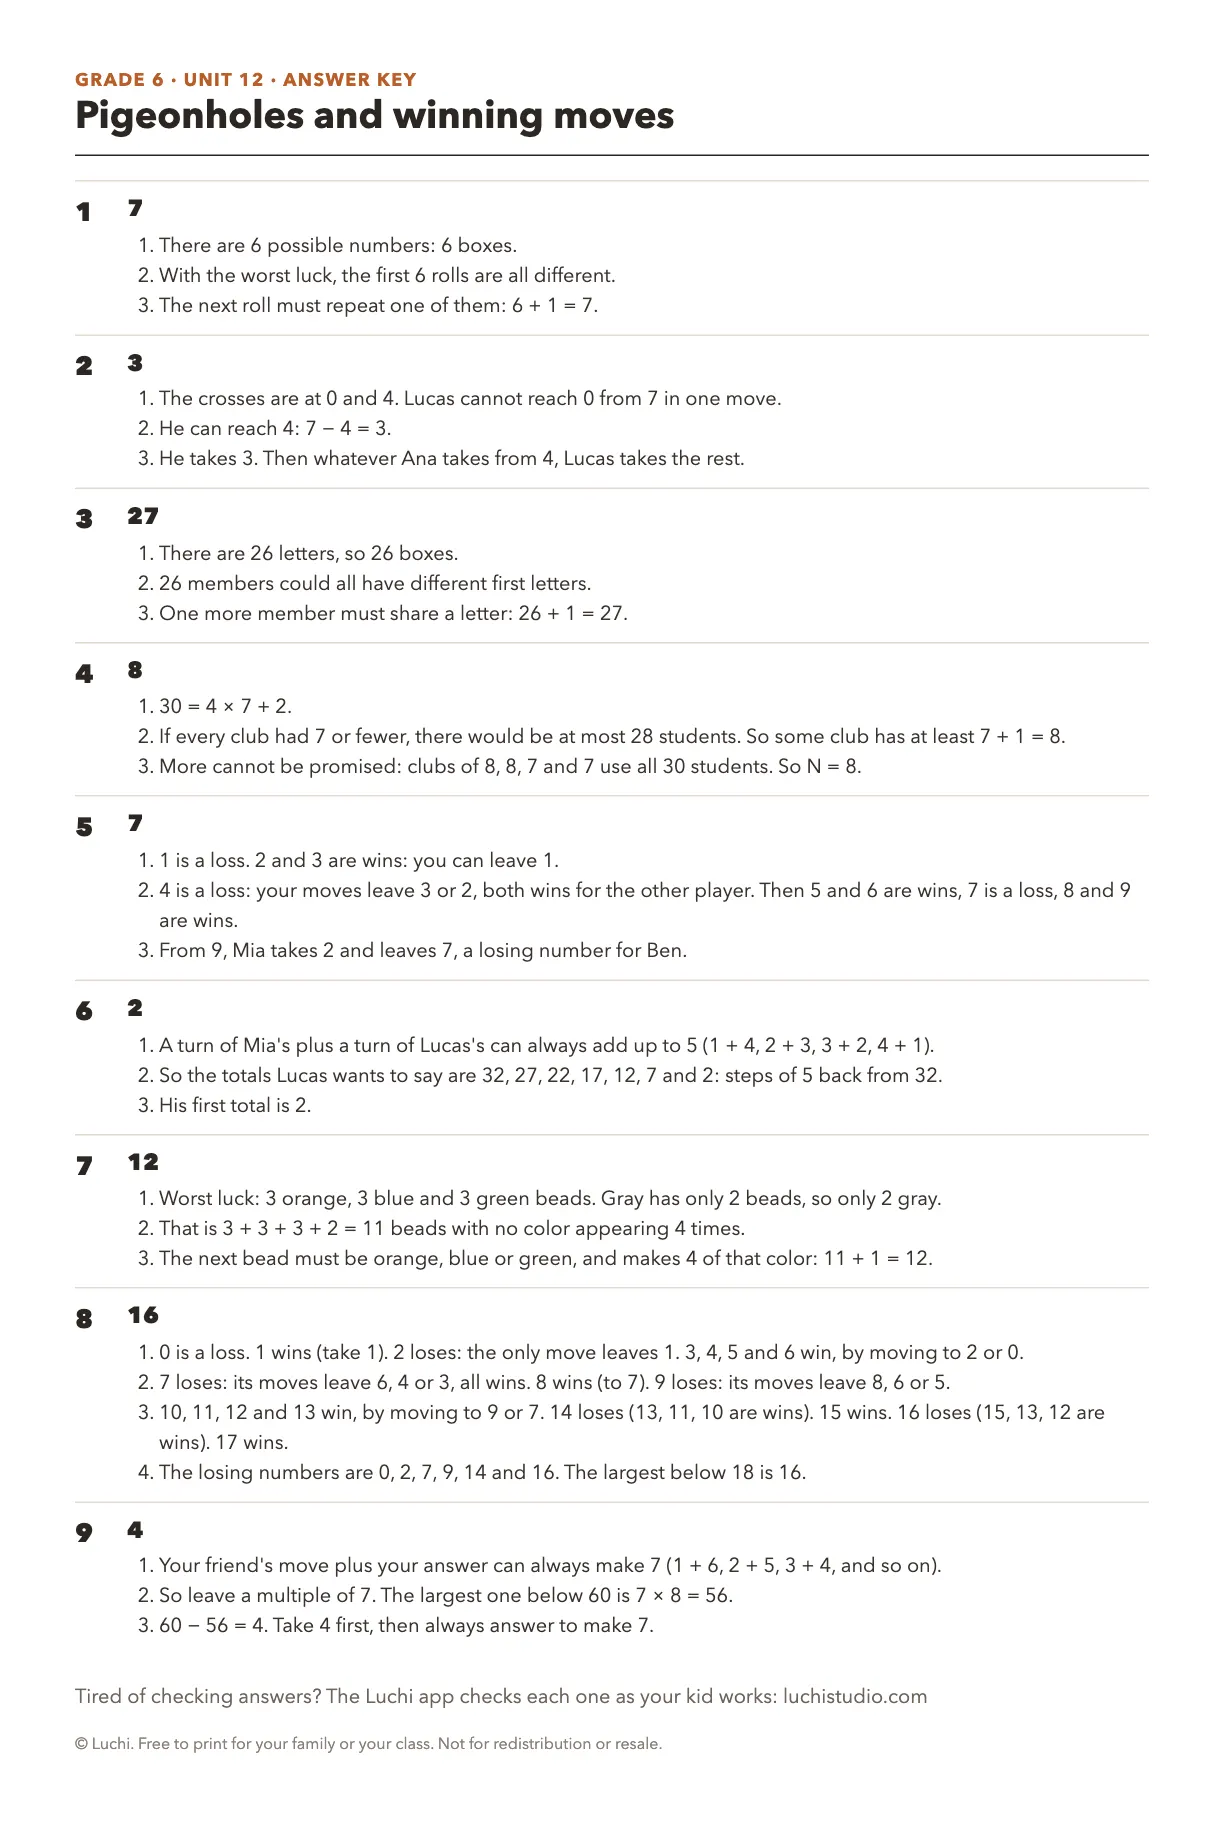 GRADE 6 · UNIT 12 · ANSWER KEY
Pigeonholes and winning moves
1 7
1. There are 6 possible numbers: 6 boxes.
2. With the worst luck, the first 6 rolls are all different.
3. The next roll must repeat one of them: 6 + 1 = 7.
2 3
1. The crosses are at 0 and 4. Lucas cannot reach 0 from 7 in one move.
2. He can reach 4: 7 − 4 = 3.
3. He takes 3. Then whatever Ana takes from 4, Lucas takes the rest.
3 27
1. There are 26 letters, so 26 boxes.
2. 26 members could all have different first letters.
3. One more member must share a letter: 26 + 1 = 27.
4 8
1. 30 = 4 × 7 + 2.
2. If every club had 7 or fewer, there would be at most 28 students. So some club has at least 7 + 1 = 8.
3. More cannot be promised: clubs of 8, 8, 7 and 7 use all 30 students. So N = 8.
5 7
1. 1 is a loss. 2 and 3 are wins: you can leave 1.
2. 4 is a loss: your moves leave 3 or 2, both wins for the other player. Then 5 and 6 are wins, 7 is a loss, 8 and 9
are wins.
3. From 9, Mia takes 2 and leaves 7, a losing number for Ben.
6 2
1. A turn of Mia's plus a turn of Lucas's can always add up to 5 (1 + 4, 2 + 3, 3 + 2, 4 + 1).
2. So the totals Lucas wants to say are 32, 27, 22, 17, 12, 7 and 2: steps of 5 back from 32.
3. His first total is 2.
7 12
1. Worst luck: 3 orange, 3 blue and 3 green beads. Gray has only 2 beads, so only 2 gray.
2. That is 3 + 3 + 3 + 2 = 11 beads with no color appearing 4 times.
3. The next bead must be orange, blue or green, and makes 4 of that color: 11 + 1 = 12.
8 16
1. 0 is a loss. 1 wins (take 1). 2 loses: the only move leaves 1. 3, 4, 5 and 6 win, by moving to 2 or 0.
2. 7 loses: its moves leave 6, 4 or 3, all wins. 8 wins (to 7). 9 loses: its moves leave 8, 6 or 5.
3. 10, 11, 12 and 13 win, by moving to 9 or 7. 14 loses (13, 11, 10 are wins). 15 wins. 16 loses (15, 13, 12 are
wins). 17 wins.
4. The losing numbers are 0, 2, 7, 9, 14 and 16. The largest below 18 is 16.
9 4
1. Your friend's move plus your answer can always make 7 (1 + 6, 2 + 5, 3 + 4, and so on).
2. So leave a multiple of 7. The largest one below 60 is 7 × 8 = 56.
3. 60 − 56 = 4. Take 4 first, then always answer to make 7.
Tired of checking answers? The Luchi app checks each one as your kid works: luchistudio.com
© Luchi. Free to print for your family or your class. Not for redistribution or resale.